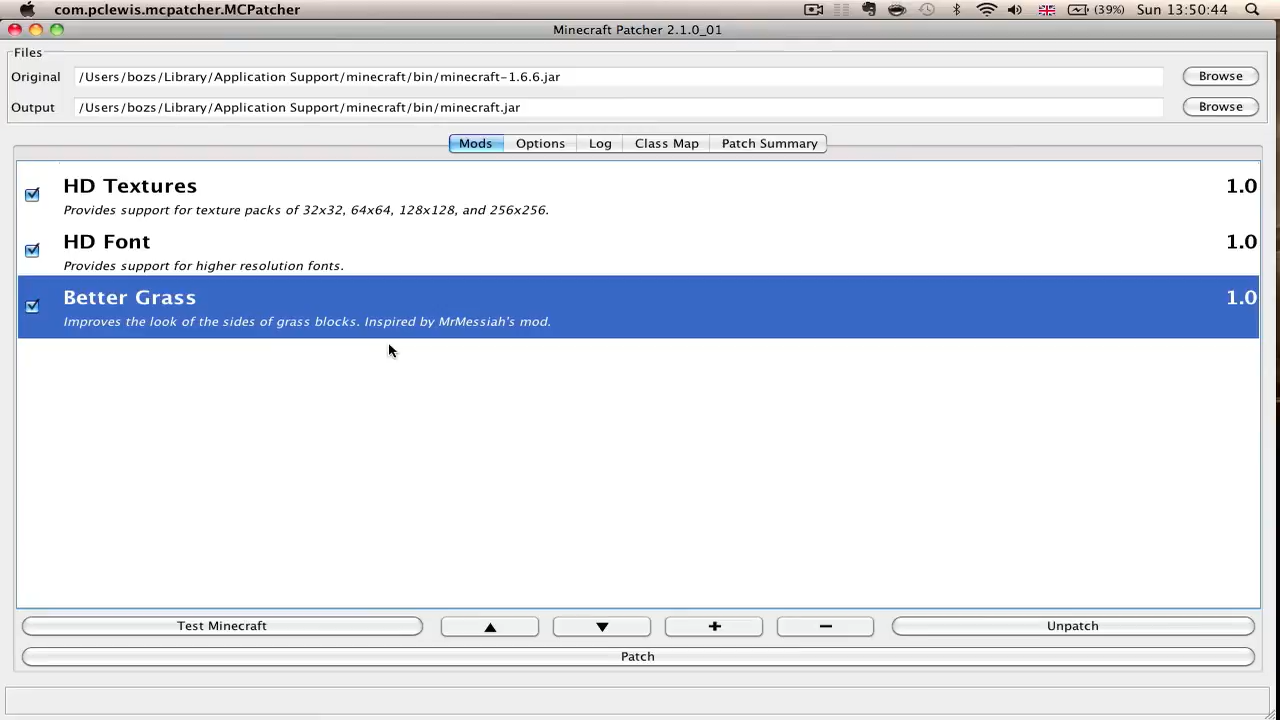 com.pclewis.mcpatcher.MCPatcher (39%) Sun 13:50:44
Minecraft Patcher 2.1.0_01
Files
Original /Users/bozs/Library/Application Support/minecraft/bin/minecraft-1.6.6.jar Browse
Output /Users/bozs/Library/Application Support/minecraft/bin/minecraft.jar Browse
Mods Options Log Class Map Patch Summary
HD Textures 1.0
Provides support for texture packs of 32x32, 64x64, 128x128, and 256x256.
HD Font 1.0
Provides support for higher resolution fonts.
Better Grass 1.0
Improves the look of the sides of grass blocks. Inspired by MrMessiah's mod.
Test Minecraft ▲ ▼ + − Unpatch
Patch